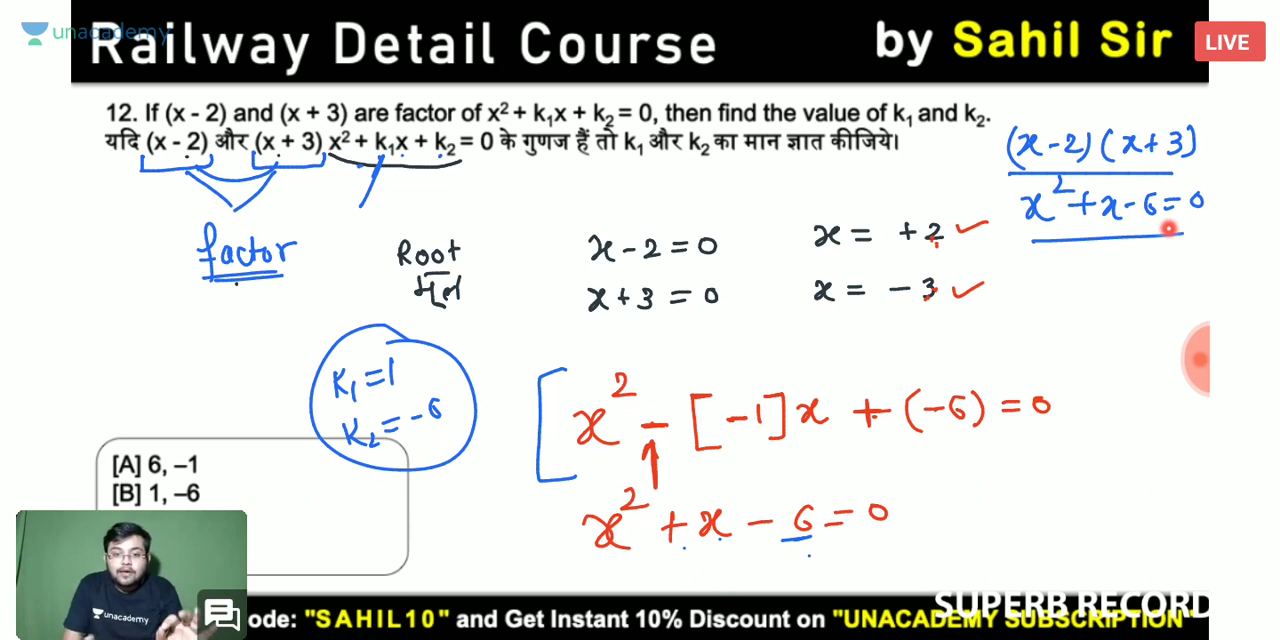 unacademy
Railway Detail Course
by Sahil Sir
LIVE
12. If (x - 2) and (x + 3) are factor of x² + k₁x + k₂ = 0, then find the value of k₁ and k₂.
यदि (x - 2) और (x + 3) x² + k₁x + k₂ = 0 के गुणज हैं तो k₁ और k₂ का मान ज्ञात कीजिये।
(x-2)(x+3)
x²+x-6=0
factor
Root
मूल
x-2=0
x+3=0
x = +2
x = -3
K₁=1
K₂=-6
[x² - [-1]x + (-6) = 0
x² + x - 6 = 0
[A] 6, –1
[B] 1, –6
unacademy
ode: "SAHIL10" and Get Instant 10% Discount on "UNACADEMY SUBSCRIPTION"
SUPERB RECORD